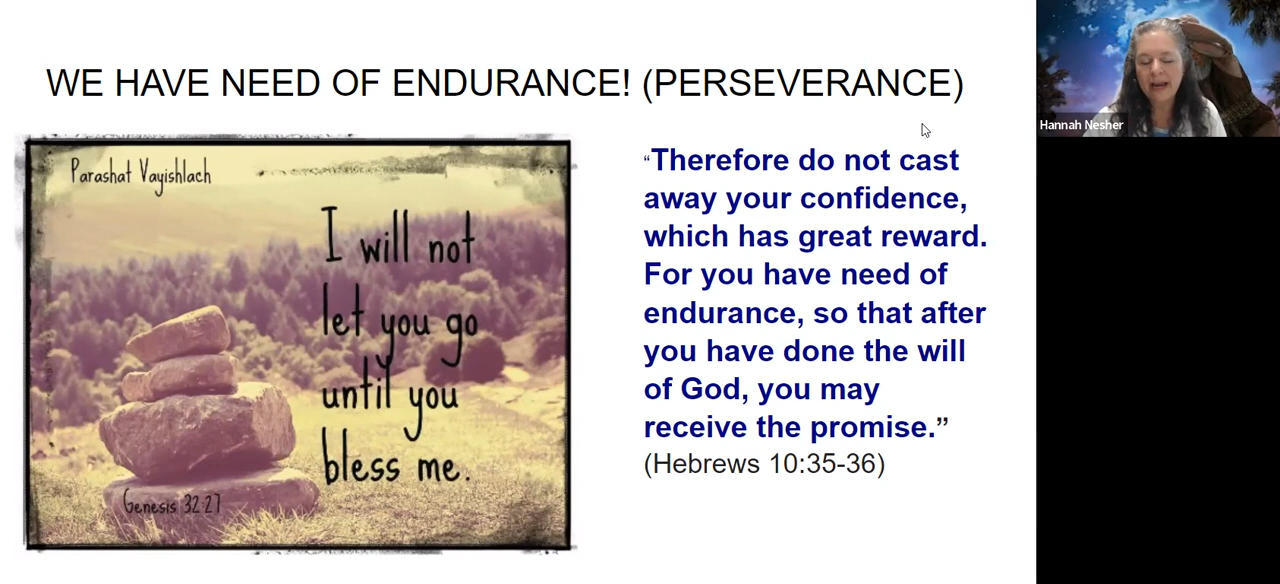 WE HAVE NEED OF ENDURANCE! (PERSEVERANCE)
Parashat Vayishlach
I will not
let you go
until you
bless me.
Genesis 32:27
“Therefore do not cast
away your confidence,
which has great reward.
For you have need of
endurance, so that after
you have done the will
of God, you may
receive the promise.”
(Hebrews 10:35-36)
Hannah Nesher